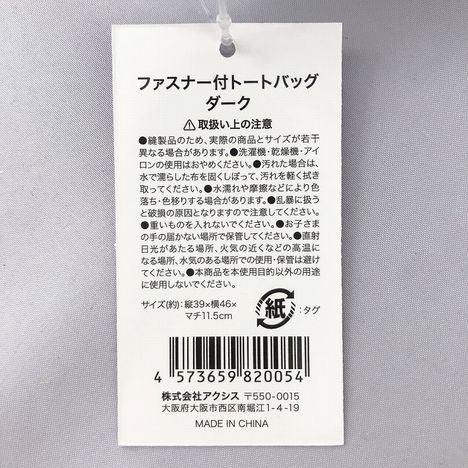 ファスナー付トートバッグ
ダーク
⚠取扱い上の注意
●縫製品のため、実際の商品とサイズが若干
異なる場合があります。●洗濯機・乾燥機・アイ
ロンの使用はおやめください。●汚れた場合は、
水で濡らした布を固くしぼって、汚れを軽く拭き
取ってください。●水濡れや摩擦などにより色
落ち・色移りする場合があります。●乱暴に扱う
と破損の原因となりますので注意してください。
●重いものを入れないでください。●お子さま
の手の届かない場所で保管してください。●直射
日光があたる場所、火気の近くなどの高温に
なる場所、水気のある場所での使用・保管は避け
てください。●本商品を本使用目的以外の用途
に使用しないでください。
サイズ(約):縦39×横46×
マチ11.5cm
紙:タグ
4 573659 820054
株式会社アクシス 〒550-0015
大阪府大阪市西区南堀江1-4-19
MADE IN CHINA